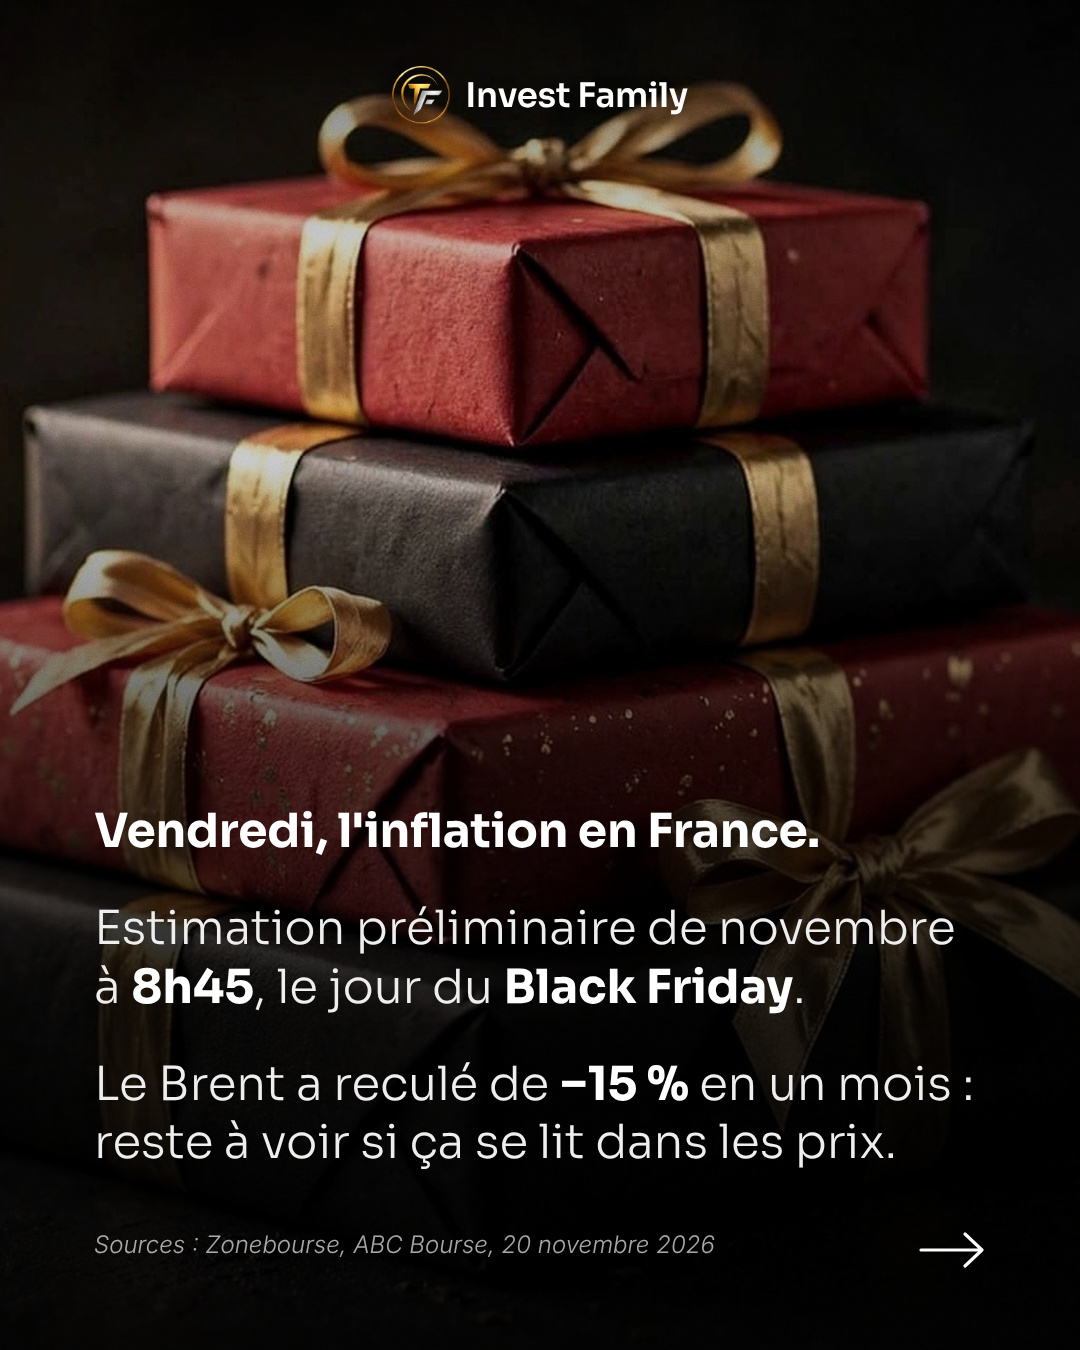 Invest Family
Vendredi, l'inflation en France.
Estimation préliminaire de novembre
à 8h45, le jour du Black Friday.
Le Brent a reculé de –15 % en un mois :
reste à voir si ça se lit dans les prix.
Sources : Zonebourse, ABC Bourse, 20 novembre 2026